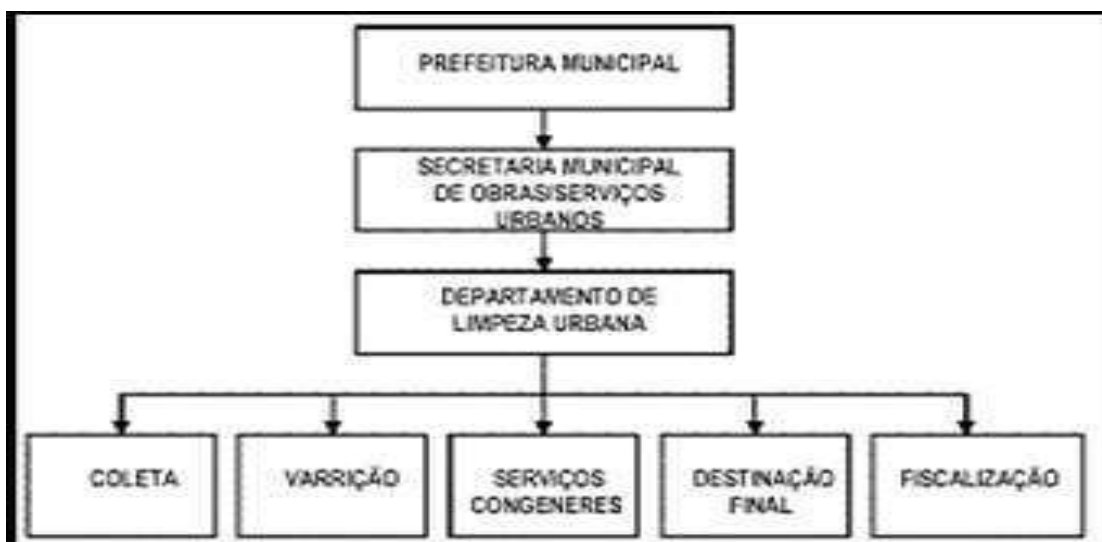 PREFEITURA MUNICIPAL
SECRETARIA MUNICIPAL
DE OBRAS/SERVIÇOS
URBANOS
DEPARTAMENTO DE
LIMPEZA URBANA
COLETA
VARRIÇÃO
SERVIÇOS
CONGENERES
DESTINAÇÃO
FINAL
FISCALIZAÇÃO